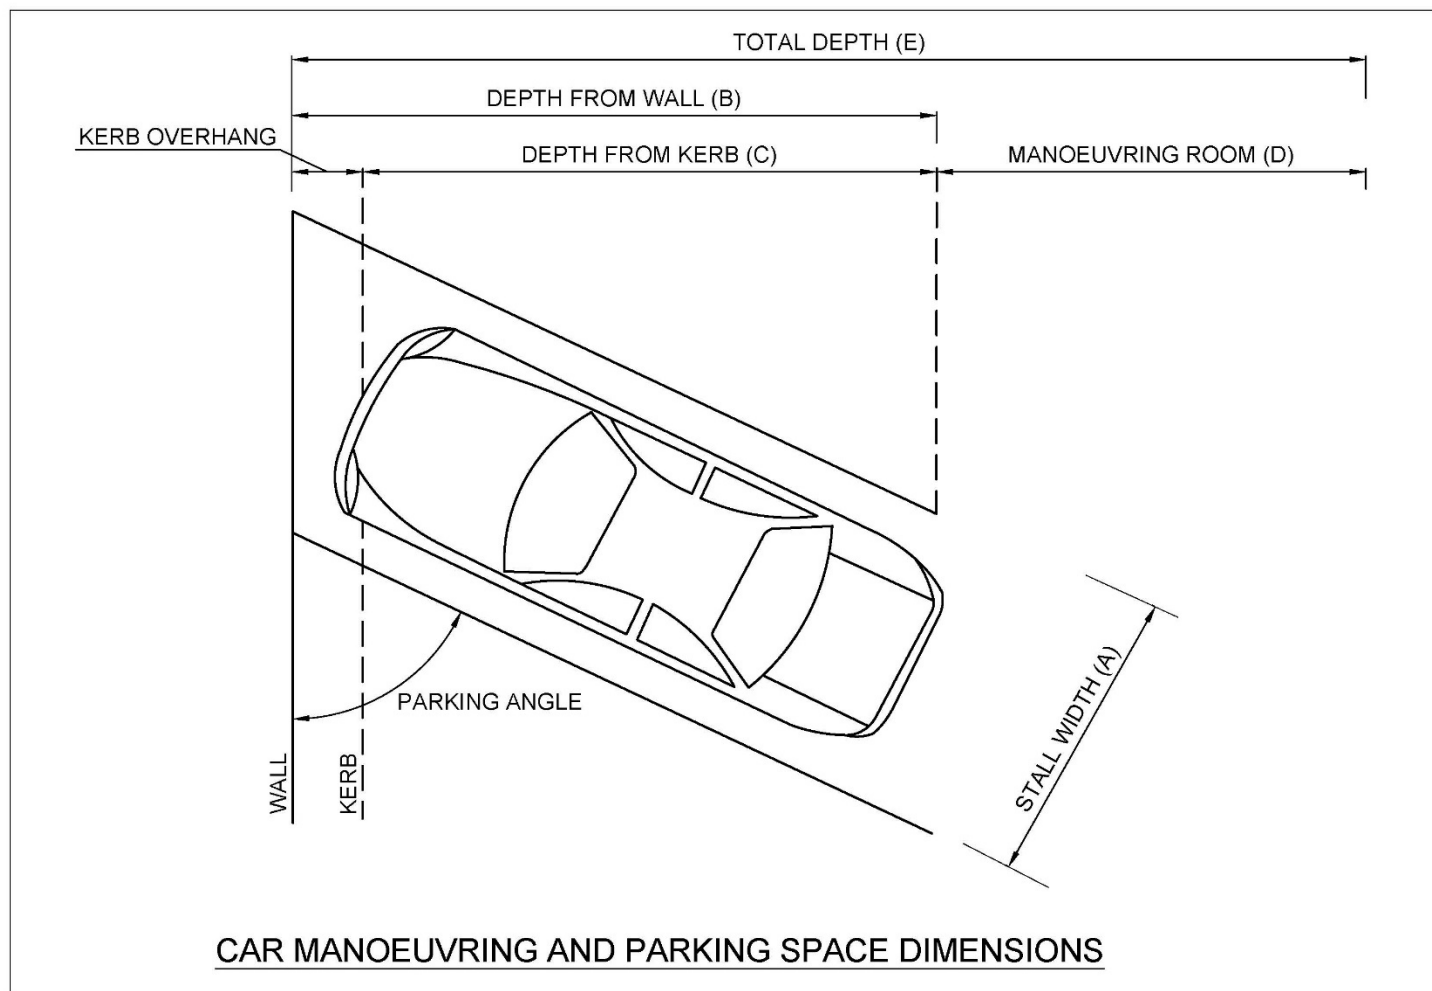 TOTAL DEPTH (E)
DEPTH FROM WALL (B)
KERB OVERHANG
DEPTH FROM KERB (C)
MANOEUVRING ROOM (D)
PARKING ANGLE
STALL WIDTH (A)
WALL
KERB
CAR MANOEUVRING AND PARKING SPACE DIMENSIONS